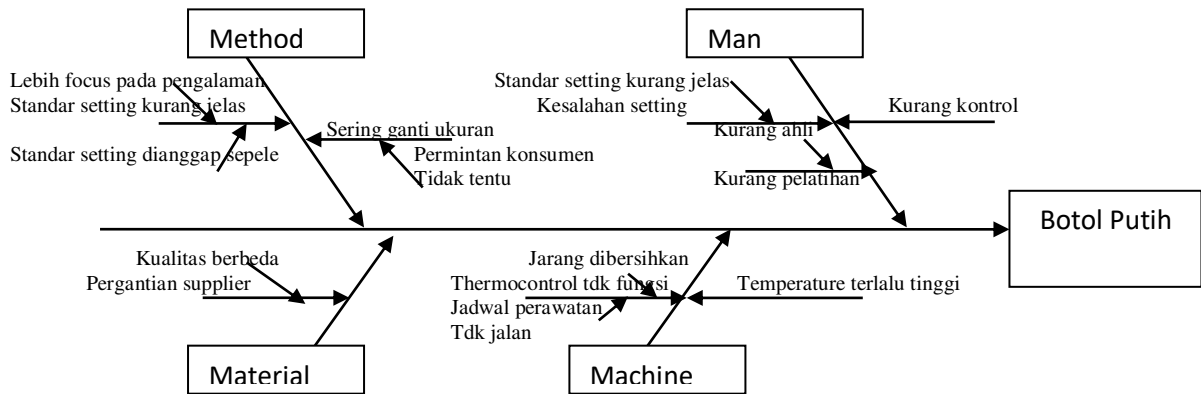 Method
Man
Lebih focus pada pengalaman
Standar setting kurang jelas
Standar setting dianggap sepele
Sering ganti ukuran
Permintan konsumen
Tidak tentu
Standar setting kurang jelas
Kesalahan setting
Kurang kontrol
Kurang ahli
Kurang pelatihan
Botol Putih
Kualitas berbeda
Pergantian supplier
Jarang dibersihkan
Thermocontrol tdk fungsi
Jadwal perawatan
Tdk jalan
Temperature terlalu tinggi
Material
Machine